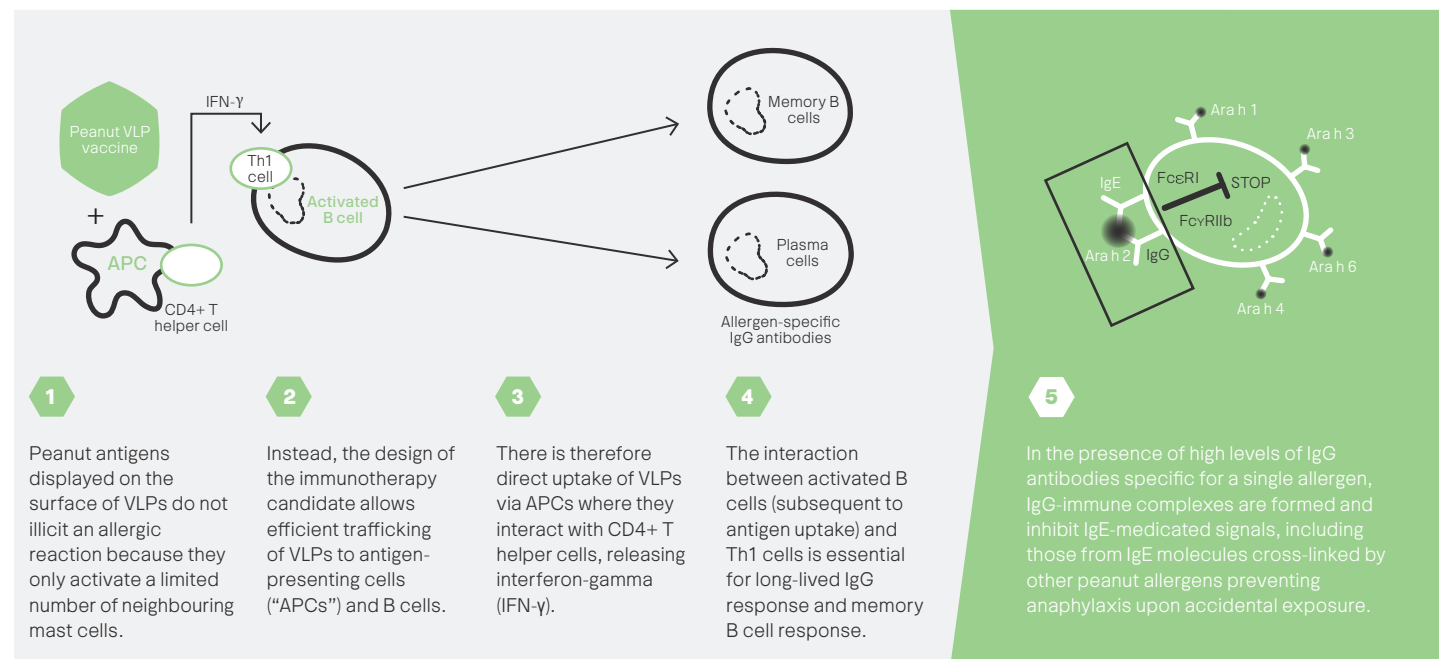 IFN-γ
Peanut VLP
vaccine
+
APC
CD4+ T
helper cell
Th1
cell
Activated
B cell
Memory B
cells
Plasma
cells
Allergen-specific
IgG antibodies
Ara h 1
Ara h 3
IgE
FcεRI
STOP
FcγRIIb
Ara h 2
IgG
Ara h 6
Ara h 4
1
Peanut antigens
displayed on the
surface of VLPs do not
illicit an allergic
reaction because they
only activate a limited
number of neighbouring
mast cells.
2
Instead, the design of
the immunotherapy
candidate allows
efficient trafficking
of VLPs to antigen-
presenting cells
(“APCs”) and B cells.
3
There is therefore
direct uptake of VLPs
via APCs where they
interact with CD4+ T
helper cells, releasing
interferon-gamma
(IFN-γ).
4
The interaction
between activated B
cells (subsequent to
antigen uptake) and
Th1 cells is essential
for long-lived IgG
response and memory
B cell response.
5
In the presence of high levels of IgG
antibodies specific for a single allergen,
IgG-immune complexes are formed and
inhibit IgE-medicated signals, including
those from IgE molecules cross-linked by
other peanut allergens preventing
anaphylaxis upon accidental exposure.